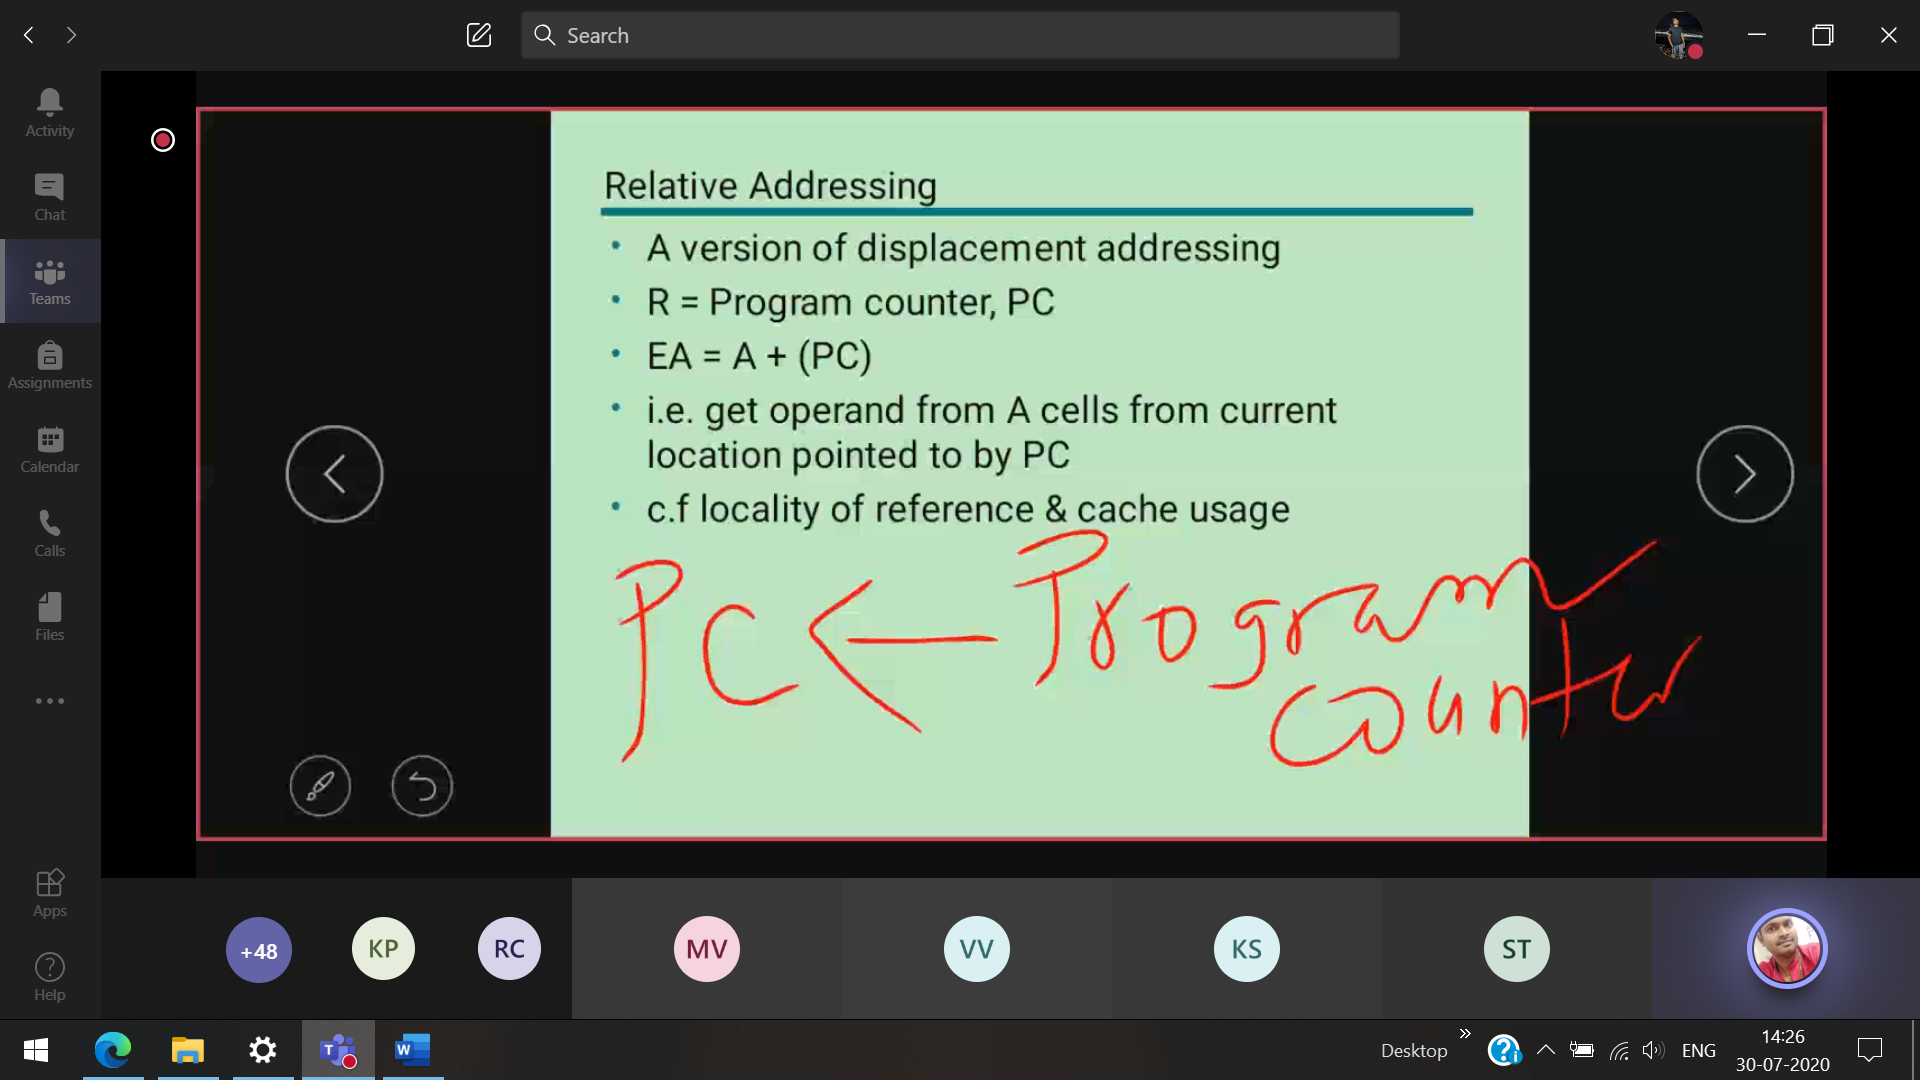 Search
Activity
Chat
Teams
Assignments
Calendar
Calls
Files
Apps
Help
Relative Addressing
• A version of displacement addressing
• R = Program counter, PC
• EA = A + (PC)
• i.e. get operand from A cells from current
location pointed to by PC
• c.f locality of reference & cache usage
PC ← Program
counter
+48
KP
RC
MV
VV
KS
ST
Desktop
ENG
14:26
30-07-2020